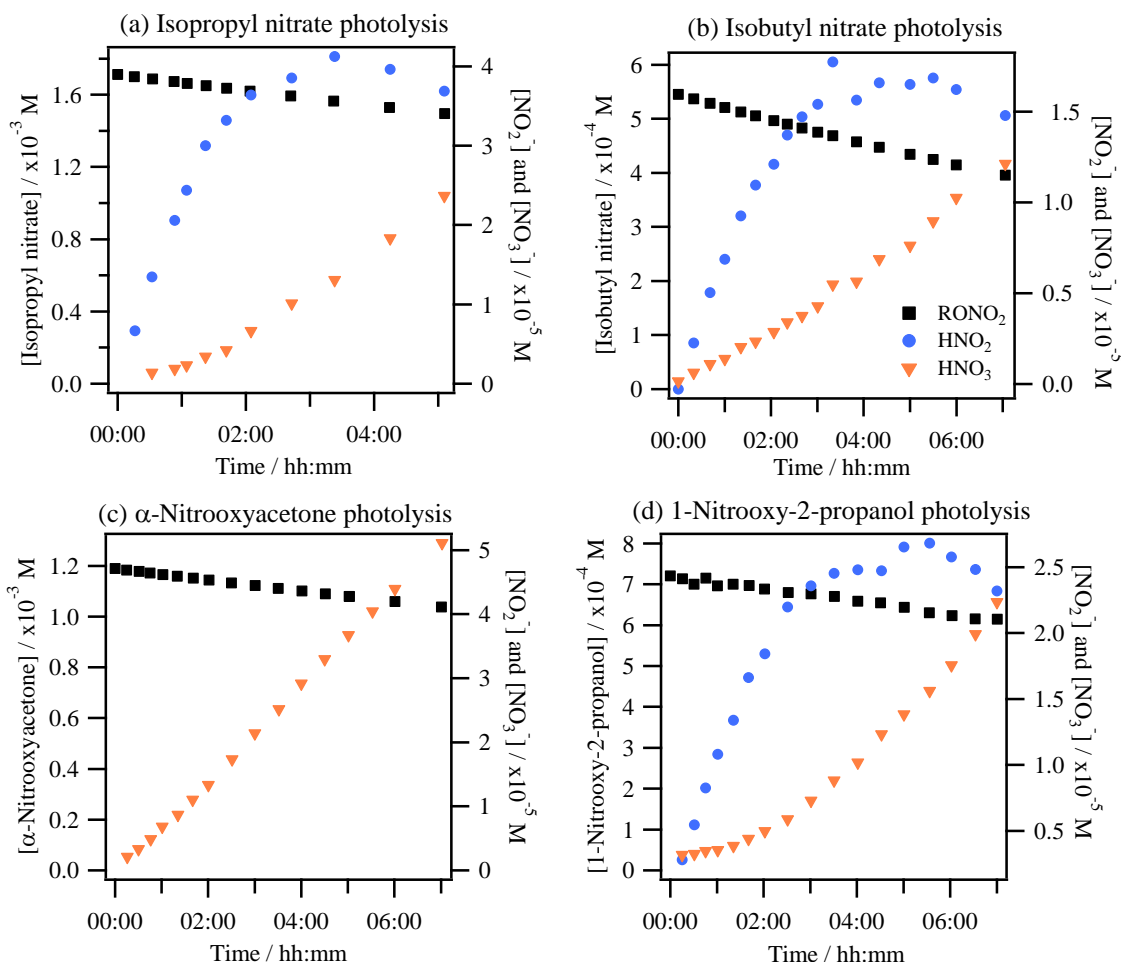 (a) Isopropyl nitrate photolysis
[Isopropyl nitrate] / x10⁻³ M
1.6
1.2
0.8
0.4
0.0
4
3
2
1
0
[NO₂⁻] and [NO₃⁻] / x10⁻⁵ M
00:00 02:00 04:00
Time / hh:mm
(b) Isobutyl nitrate photolysis
[Isobutyl nitrate] / x10⁻⁴ M
6
5
4
3
2
1
0
1.5
1.0
0.5
0.0
[NO₂⁻] and [NO₃⁻] / x10⁻⁵ M
RONO₂
HNO₂
HNO₃
00:00 02:00 04:00 06:00
Time / hh:mm
(c) α-Nitrooxyacetone photolysis
[α-Nitrooxyacetone] / x10⁻³ M
1.2
1.0
0.8
0.6
0.4
0.2
0.0
5
4
3
2
1
0
[NO₂⁻] and [NO₃⁻] / x10⁻⁵ M
00:00 02:00 04:00 06:00
Time / hh:mm
(d) 1-Nitrooxy-2-propanol photolysis
[1-Nitrooxy-2-propanol] / x10⁻⁴ M
8
7
6
5
4
3
2
1
0
2.5
2.0
1.5
1.0
0.5
[NO₂⁻] and [NO₃⁻] / x10⁻⁵ M
00:00 02:00 04:00 06:00
Time / hh:mm